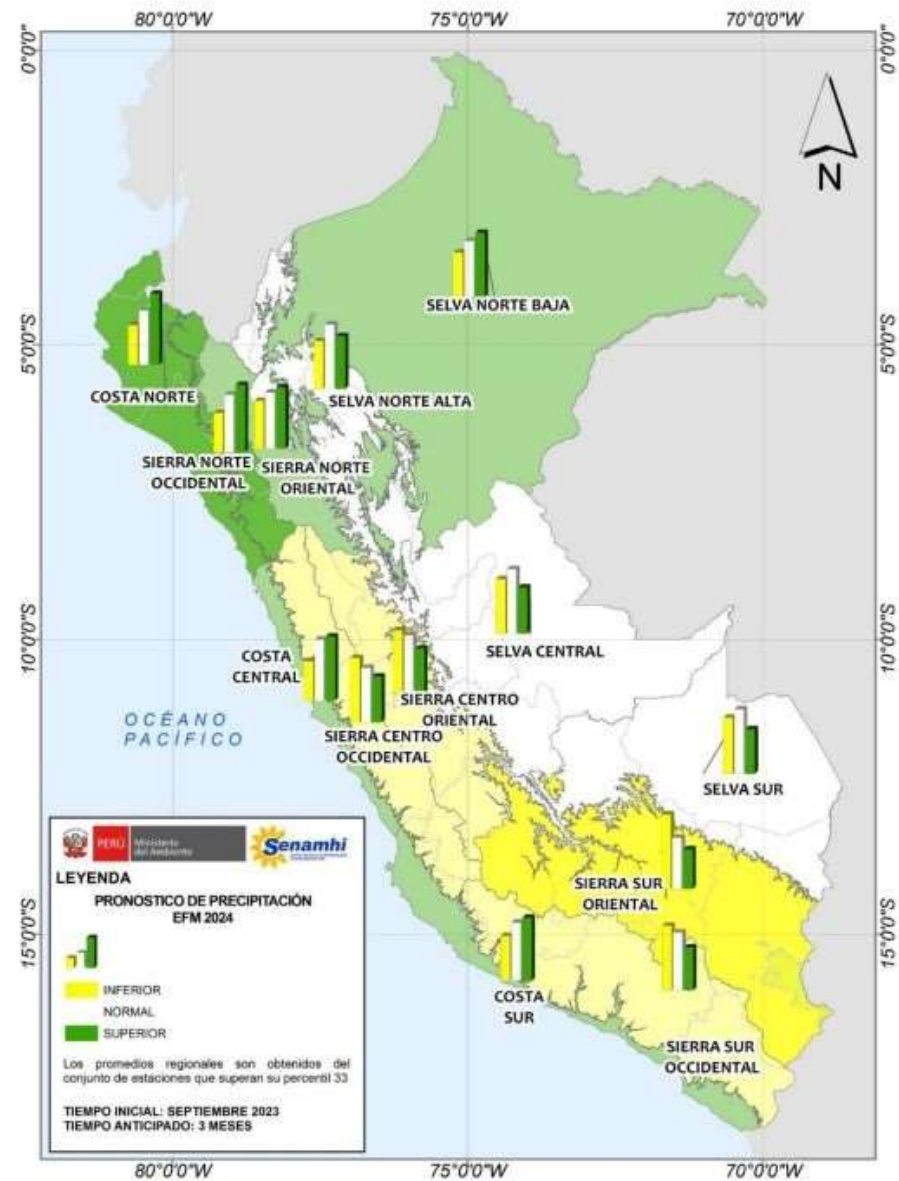 80°0'0"W 75°0'0"W 70°0'0"W
0°0'0" 0°0'0"
N
SELVA NORTE BAJA
5°0'0"S 5°0'0"S
COSTA NORTE
SELVA NORTE ALTA
SIERRA NORTE
OCCIDENTAL
SIERRA NORTE
ORIENTAL
10°0'0"S 10°0'0"S
SELVA CENTRAL
COSTA
CENTRAL
SIERRA CENTRO
ORIENTAL
SIERRA CENTRO
OCCIDENTAL
OCÉANO
PACÍFICO
SELVA SUR
SIERRA SUR
ORIENTAL
15°0'0"S 15°0'0"S
COSTA
SUR
SIERRA SUR
OCCIDENTAL
PERÚ
Ministerio
del Ambiente
Senamhi
LEYENDA
PRONOSTICO DE PRECIPITACIÓN
EFM 2024
INFERIOR
NORMAL
SUPERIOR
Los promedios regionales son obtenidos del
conjunto de estaciones que superan su percentil 33
TIEMPO INICIAL: SEPTIEMBRE 2023
TIEMPO ANTICIPADO: 3 MESES
80°0'0"W 75°0'0"W 70°0'0"W